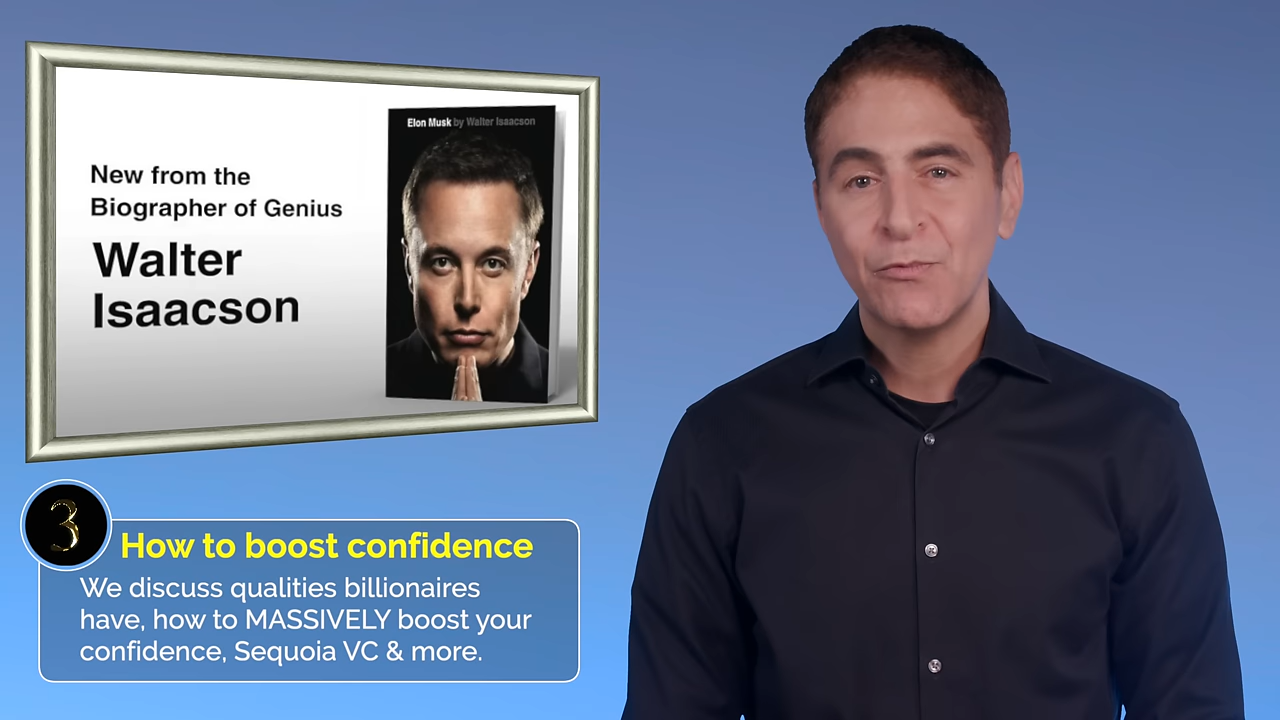 Elon Musk by Walter Isaacson
New from the
Biographer of Genius
Walter
Isaacson
3
How to boost confidence
We discuss qualities billionaires
have, how to MASSIVELY boost your
confidence, Sequoia VC & more.